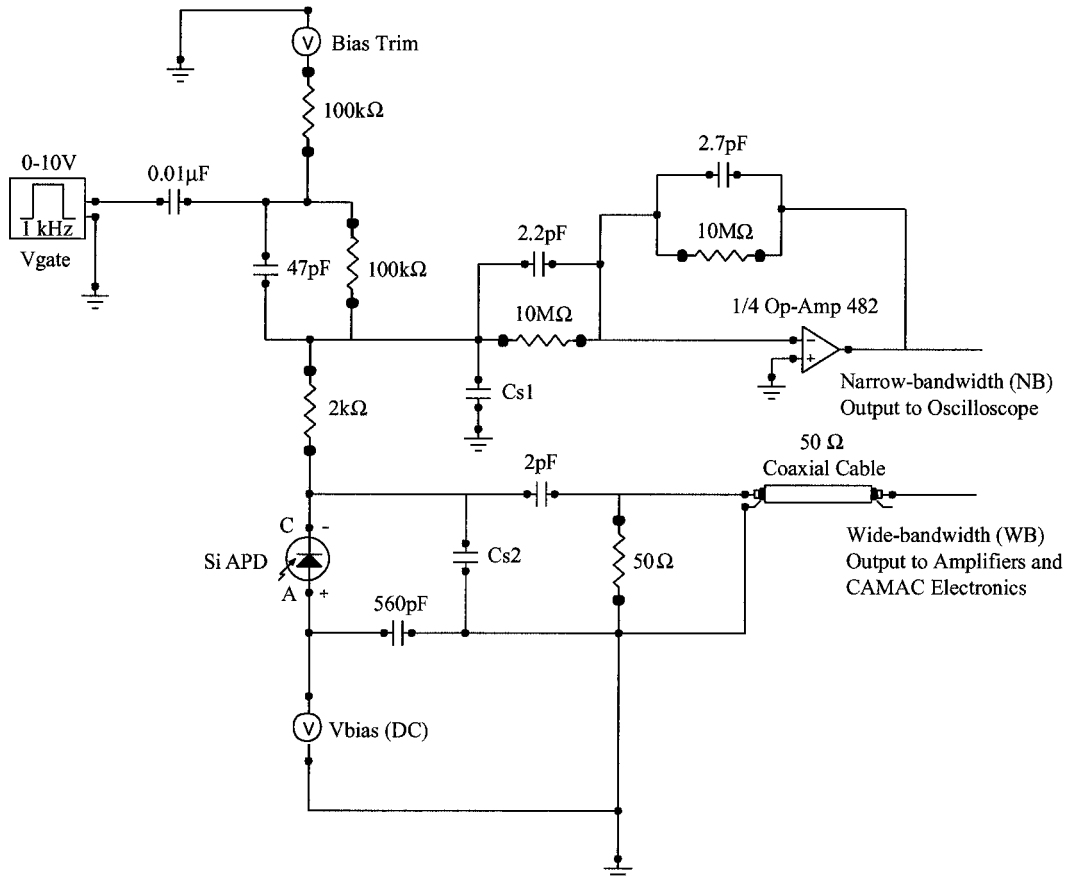 V
Bias Trim
100kΩ
0-10V
1 kHz
Vgate
0.01µF
47pF
100kΩ
2.2pF
10MΩ
2.7pF
10MΩ
1/4 Op-Amp 482
−
+
Narrow-bandwidth (NB)
Output to Oscilloscope
Cs1
2kΩ
2pF
50 Ω
Coaxial Cable
C -
Si APD
A +
Cs2
50Ω
Wide-bandwidth (WB)
Output to Amplifiers and
CAMAC Electronics
560pF
V
Vbias (DC)